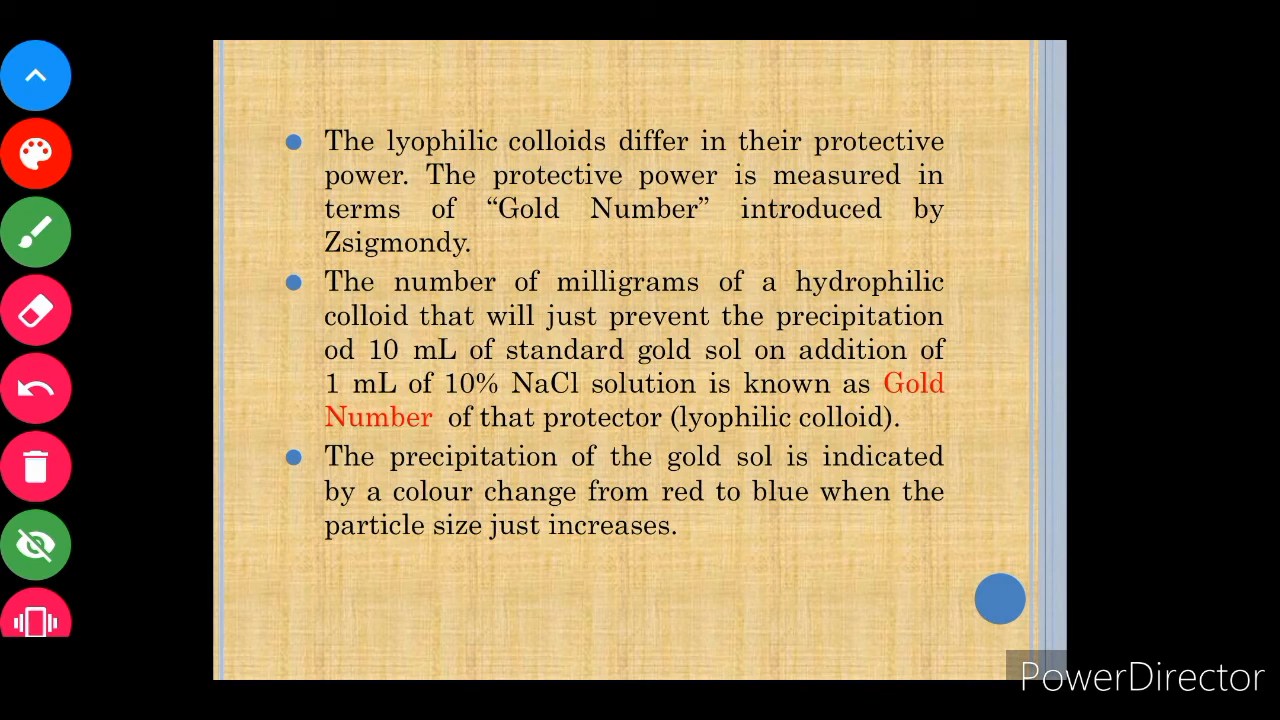 The lyophilic colloids differ in their protective
power. The protective power is measured in
terms of “Gold Number” introduced by
Zsigmondy.
The number of milligrams of a hydrophilic
colloid that will just prevent the precipitation
od 10 mL of standard gold sol on addition of
1 mL of 10% NaCl solution is known as Gold
Number of that protector (lyophilic colloid).
The precipitation of the gold sol is indicated
by a colour change from red to blue when the
particle size just increases.
PowerDirector